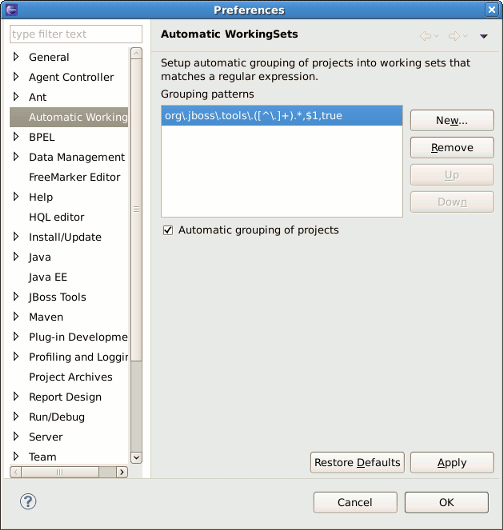 Preferences
type filter text
General
Agent Controller
Ant
Automatic Working
BPEL
Data Management
FreeMarker Editor
Help
HQL editor
Install/Update
Java
Java EE
JBoss Tools
Maven
Plug-in Developme
Profiling and Loggin
Project Archives
Report Design
Run/Debug
Server
Team
Automatic WorkingSets
Setup automatic grouping of projects into working sets that
matches a regular expression.
Grouping patterns
org\.jboss\.tools\.([^\.]+).*,$1,true
New...
Remove
Up
Down
Automatic grouping of projects
Restore Defaults
Apply
?
Cancel
OK